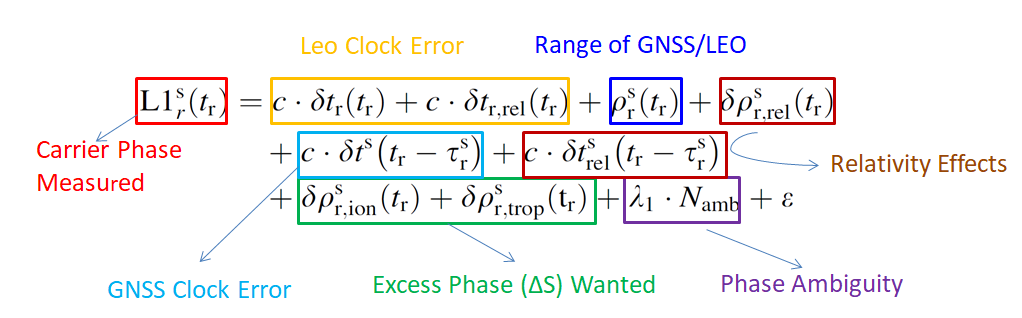 Leo Clock Error
Range of GNSS/LEO
L1ˢᵣ(tᵣ) = c · δtᵣ(tᵣ) + c · δtᵣ,rel(tᵣ) + ρˢᵣ(tᵣ) + δρˢᵣ,rel(tᵣ)
Carrier Phase
Measured
+ c · δtˢ(tᵣ − τˢᵣ) + c · δtˢrel(tᵣ − τˢᵣ)
Relativity Effects
+ δρˢᵣ,ion(tᵣ) + δρˢᵣ,trop(tᵣ) + λ₁ · Namb + ε
GNSS Clock Error
Excess Phase (ΔS) Wanted
Phase Ambiguity